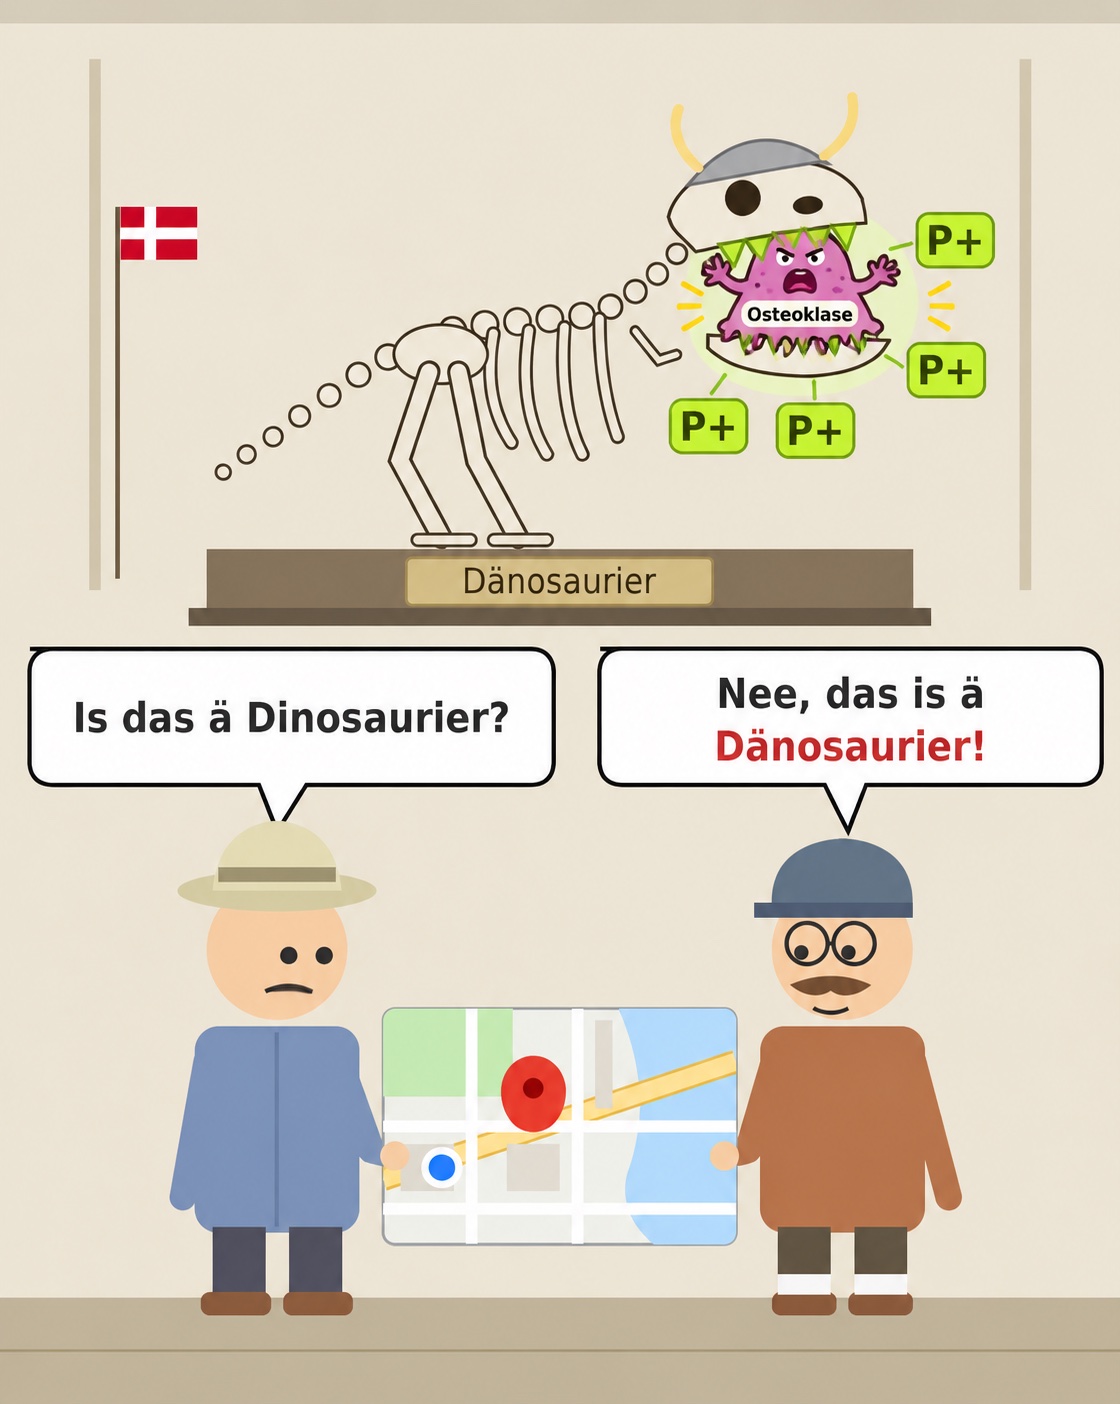 P+
Osteoklase
P+
P+
P+
Dänosaurier
Is das ä Dinosaurier?
Nee, das is ä
Dänosaurier!